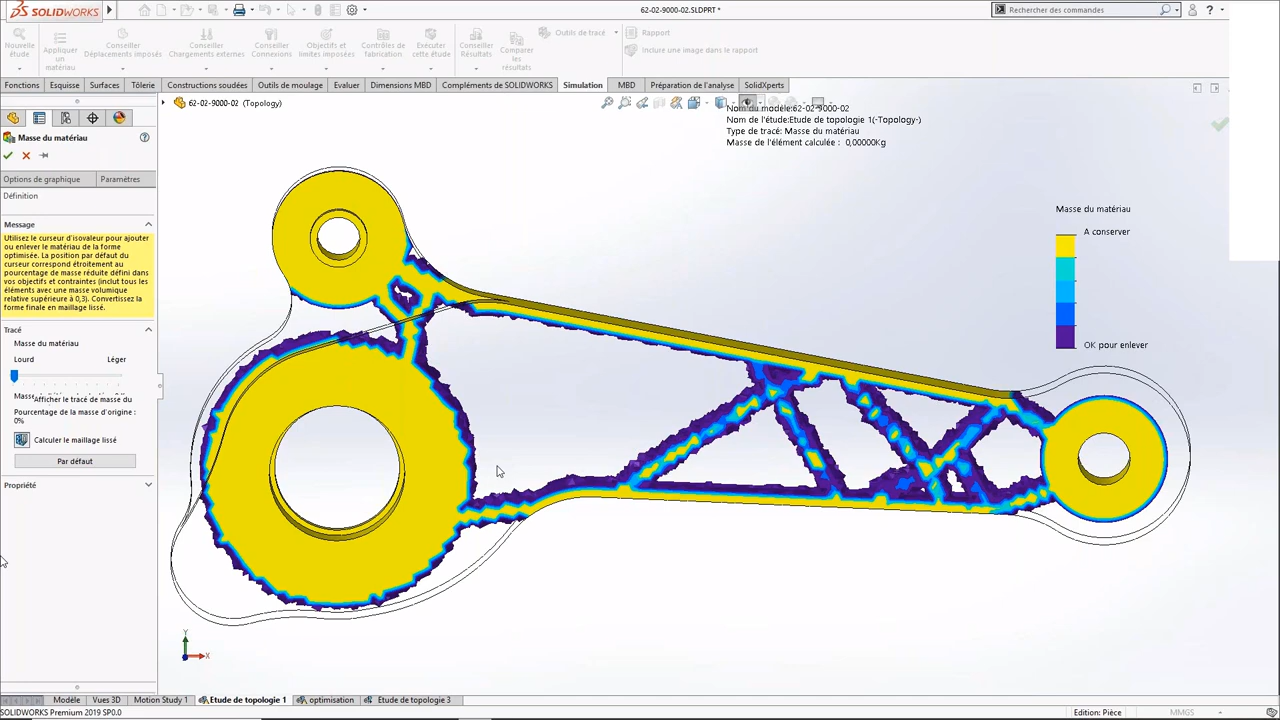 SOLIDWORKS
62-02-9000-02.SLDPRT *
Rechercher des commandes
?
Nouvelle étude
Appliquer un matériau
Conseiller Déplacements imposés
Conseiller Chargements externes
Conseiller Connexions
Objectifs et limites imposées
Contrôles de fabrication
Exécuter cette étude
Conseiller Résultats
Comparer les résultats
Outils de tracé
Rapport
Inclure une image dans le rapport
Fonctions
Esquisse
Surfaces
Tôlerie
Constructions soudées
Outils de moulage
Evaluer
Dimensions MBD
Compléments de SOLIDWORKS
Simulation
MBD
Préparation de l'analyse
SolidXperts
62-02-9000-02 (Topology)
Nom du modèle:62-02-9000-02
Nom de l'étude:Etude de topologie 1(-Topology-)
Type de tracé: Masse du matériau
Masse de l'élément calculée : 0,00000Kg
Masse du matériau
Options de graphique
Paramètres
Définition
Message
Utilisez le curseur d'isovaleur pour ajouter
ou enlever le matériau de la forme
optimisée. La position par défaut du
curseur correspond étroitement au
pourcentage de masse réduite défini dans
vos objectifs et contraintes (inclut tous les
éléments avec une masse volumique
relative supérieure à 0,3). Convertissez la
forme finale en maillage lissé.
Tracé
Masse du matériau
Lourd
Léger
Afficher le tracé de masse du
Pourcentage de la masse d'origine :
0%
Calculer le maillage lissé
Par défaut
Propriété
Masse du matériau
A conserver
OK pour enlever
Y
X
Modèle
Vues 3D
Motion Study 1
Etude de topologie 1
optimisation
Etude de topologie 3
SOLIDWORKS Premium 2019 SP0.0
Edition: Pièce
MMGS